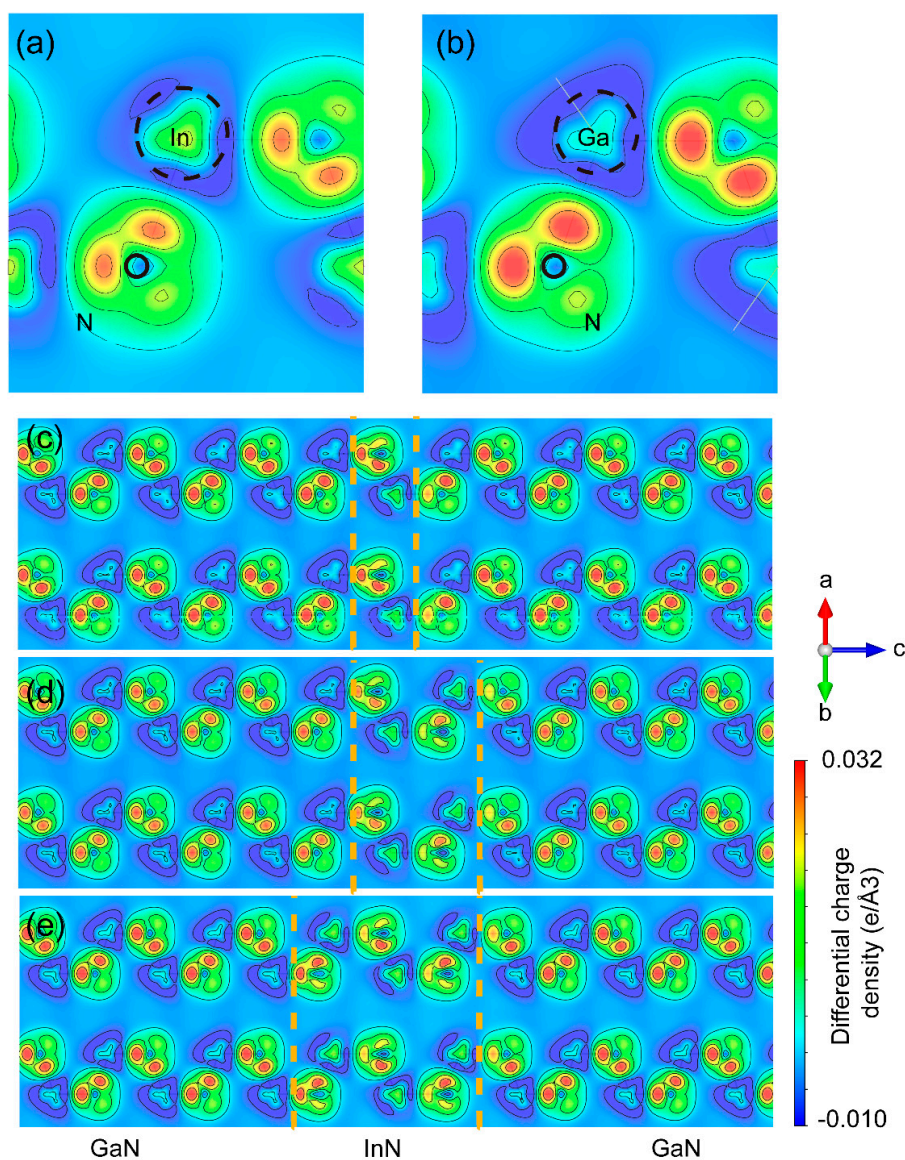 (a)
(b)
In
Ga
N
N
(c)
a
c
b
(d)
0.032
Differential charge
density (e/Å3)
-0.010
(e)
GaN
InN
GaN